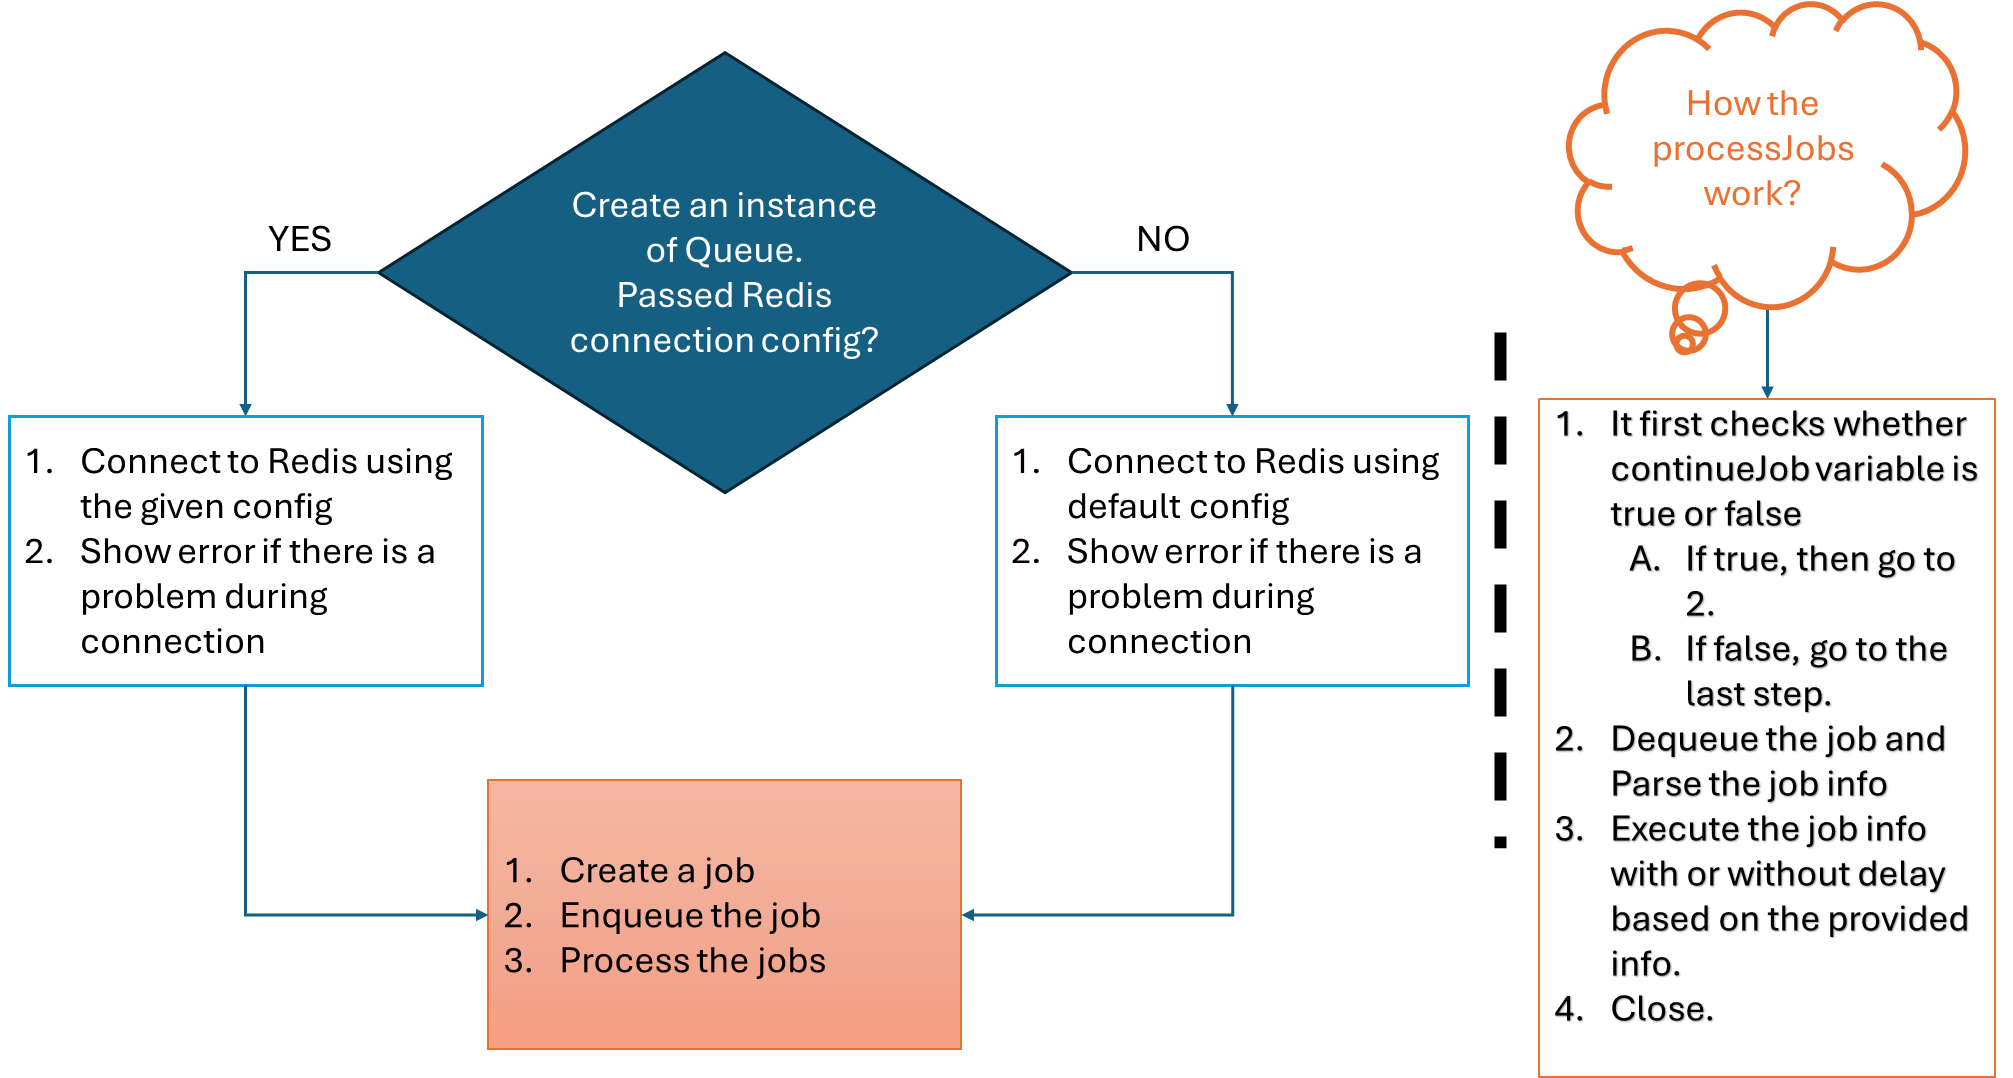 Create an instance
of Queue.
Passed Redis
connection config?
YES
NO
1. Connect to Redis using
the given config
2. Show error if there is a
problem during
connection
1. Connect to Redis using
default config
2. Show error if there is a
problem during
connection
1. Create a job
2. Enqueue the job
3. Process the jobs
How the
processJobs
work?
1. It first checks whether
continueJob variable is
true or false
A. If true, then go to
2.
B. If false, go to the
last step.
2. Dequeue the job and
Parse the job info
3. Execute the job info
with or without delay
based on the provided
info.
4. Close.